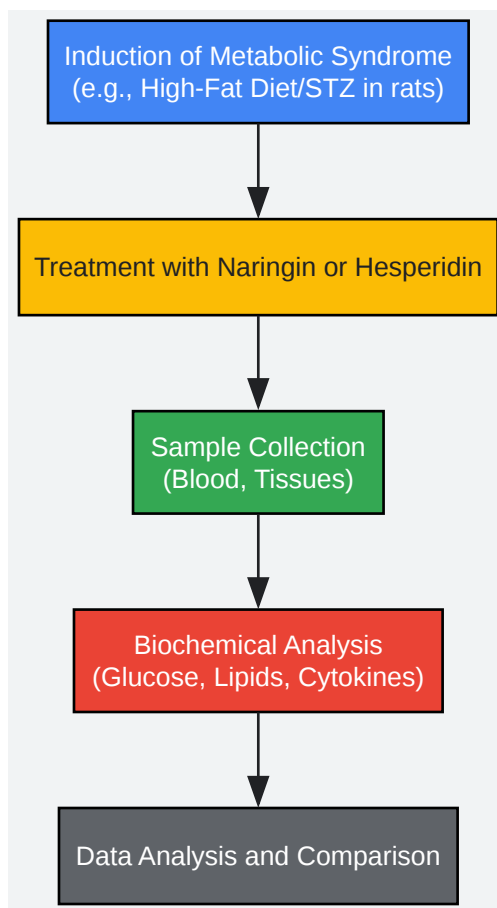 Induction of Metabolic Syndrome
(e.g., High-Fat Diet/STZ in rats)
Treatment with Naringin or Hesperidin
Sample Collection
(Blood, Tissues)
Biochemical Analysis
(Glucose, Lipids, Cytokines)
Data Analysis and Comparison